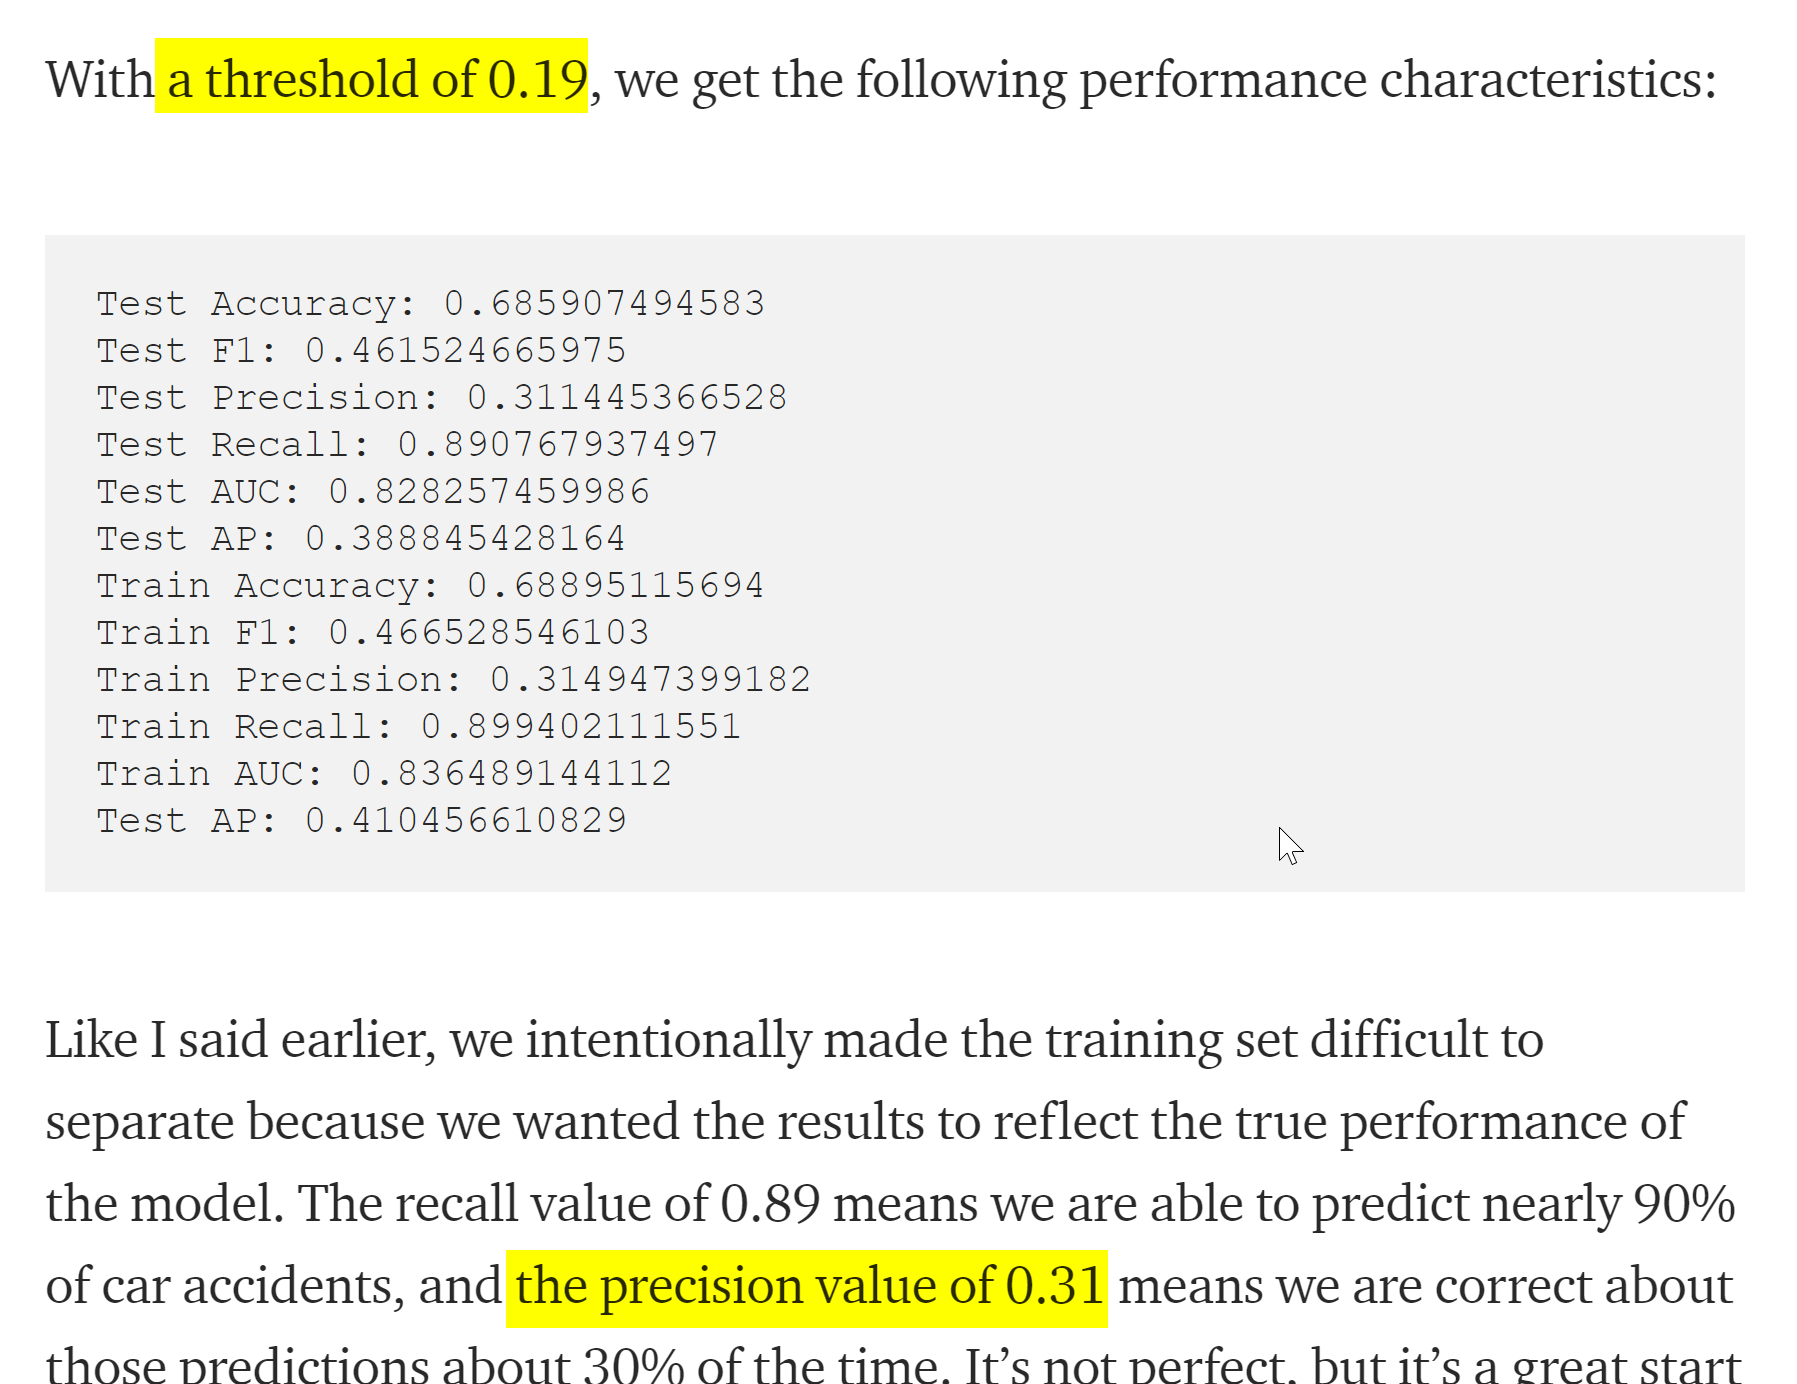 With a threshold of 0.19, we get the following performance characteristics:
Test Accuracy: 0.685907494583
Test F1: 0.461524665975
Test Precision: 0.311445366528
Test Recall: 0.890767937497
Test AUC: 0.828257459986
Test AP: 0.388845428164
Train Accuracy: 0.68895115694
Train F1: 0.466528546103
Train Precision: 0.314947399182
Train Recall: 0.899402111551
Train AUC: 0.836489144112
Test AP: 0.410456610829
Like I said earlier, we intentionally made the training set difficult to
separate because we wanted the results to reflect the true performance of
the model. The recall value of 0.89 means we are able to predict nearly 90%
of car accidents, and the precision value of 0.31 means we are correct about
those predictions about 30% of the time. It’s not perfect, but it’s a great start